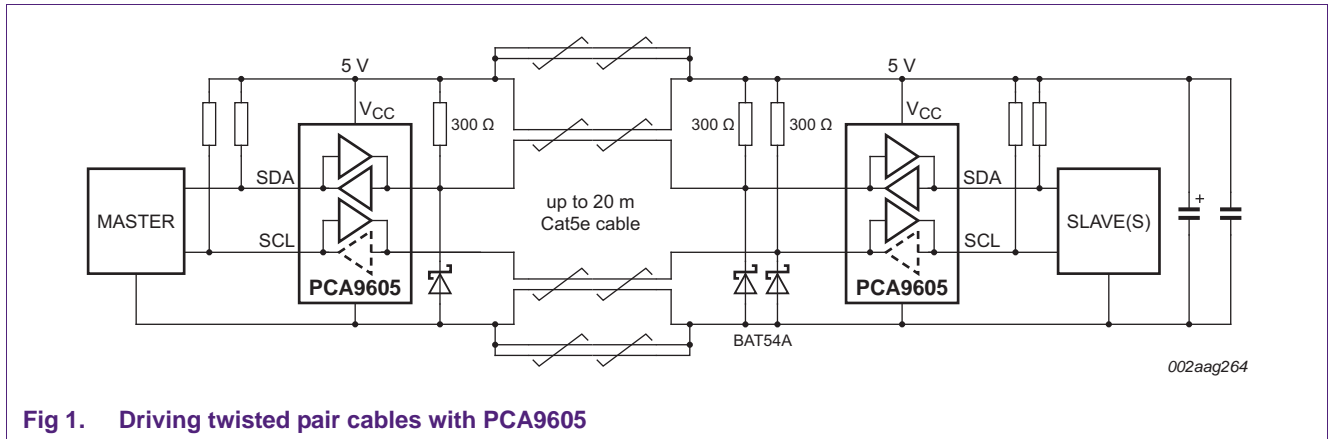 5 V
5 V
VCC
VCC
300 Ω
300 Ω
300 Ω
SDA
SDA
MASTER
up to 20 m
Cat5e cable
SLAVE(S)
+
SCL
SCL
PCA9605
PCA9605
BAT54A
002aag264
Fig 1. Driving twisted pair cables with PCA9605